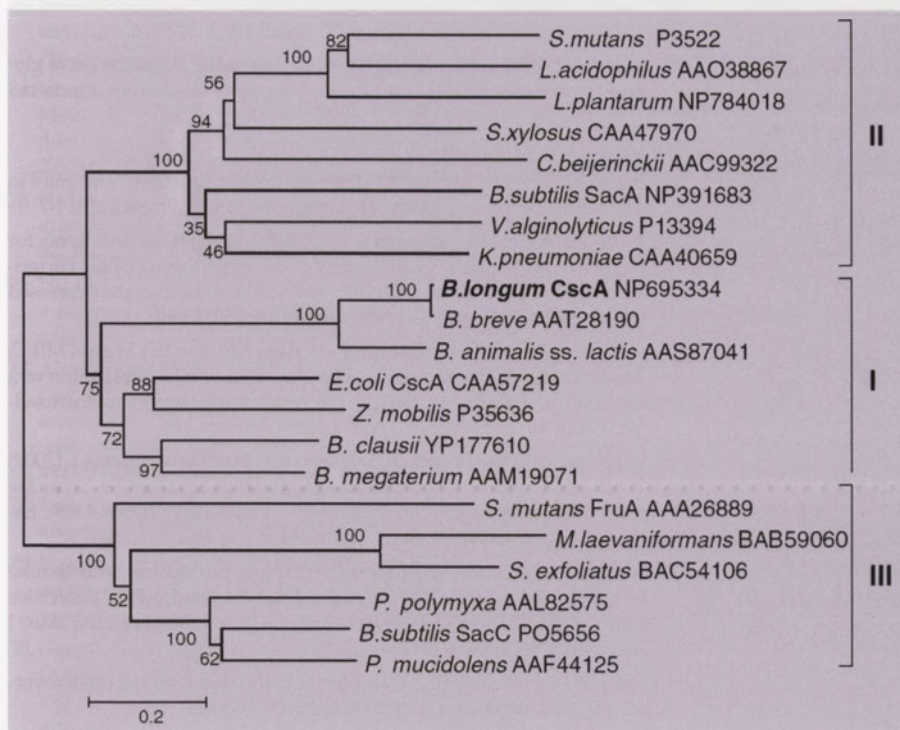 82
S.mutans P3522
100
L.acidophilus AAO38867
56
L.plantarum NP784018
94
S.xylosus CAA47970
II
100
C.beijerinckii AAC99322
B.subtilis SacA NP391683
35
V.alginolyticus P13394
46
K.pneumoniae CAA40659
100
B.longum CscA NP695334
100
B. breve AAT28190
B. animalis ss. lactis AAS87041
75
88
E.coli CscA CAA57219
I
Z. mobilis P35636
72
B. clausii YP177610
97
B. megaterium AAM19071
S. mutans FruA AAA26889
100
M.laevaniformans BAB59060
100
S. exfoliatus BAC54106
III
52
P. polymyxa AAL82575
100
B.subtilis SacC PO5656
62
P. mucidolens AAF44125
0.2